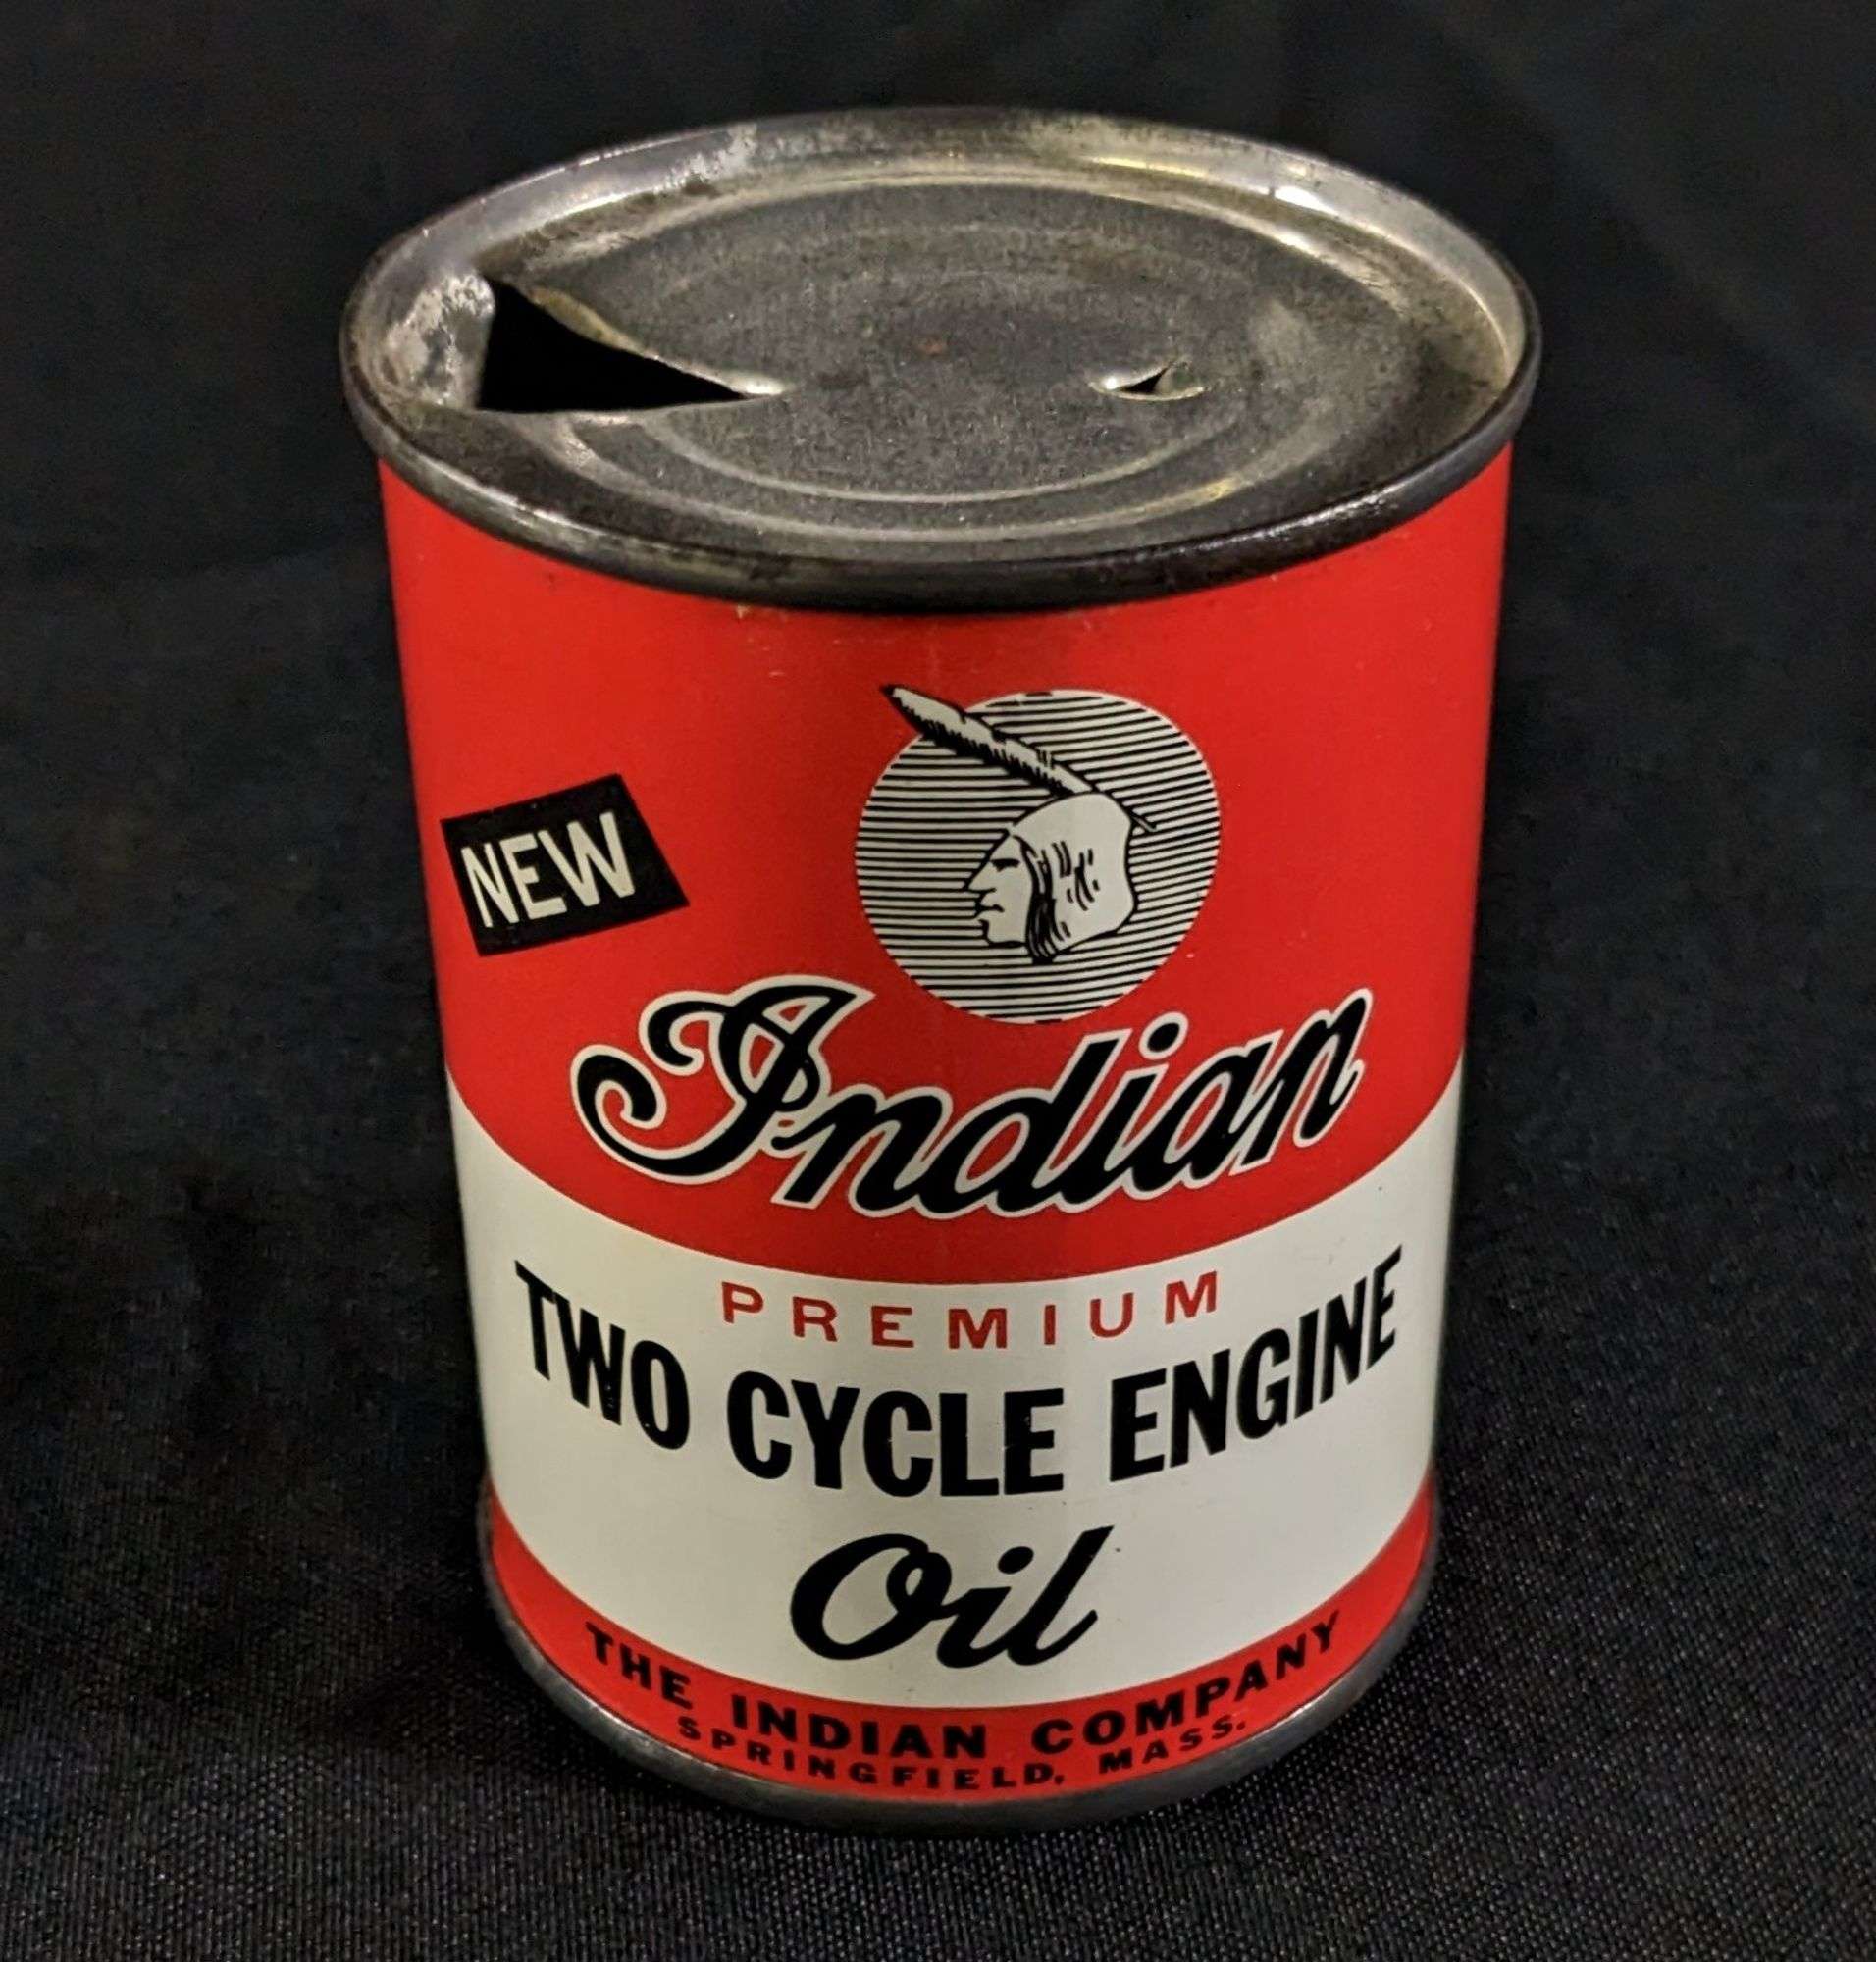 NEW
Indian
PREMIUM
TWO CYCLE ENGINE
Oil
THE INDIAN COMPANY
SPRINGFIELD, MASS.